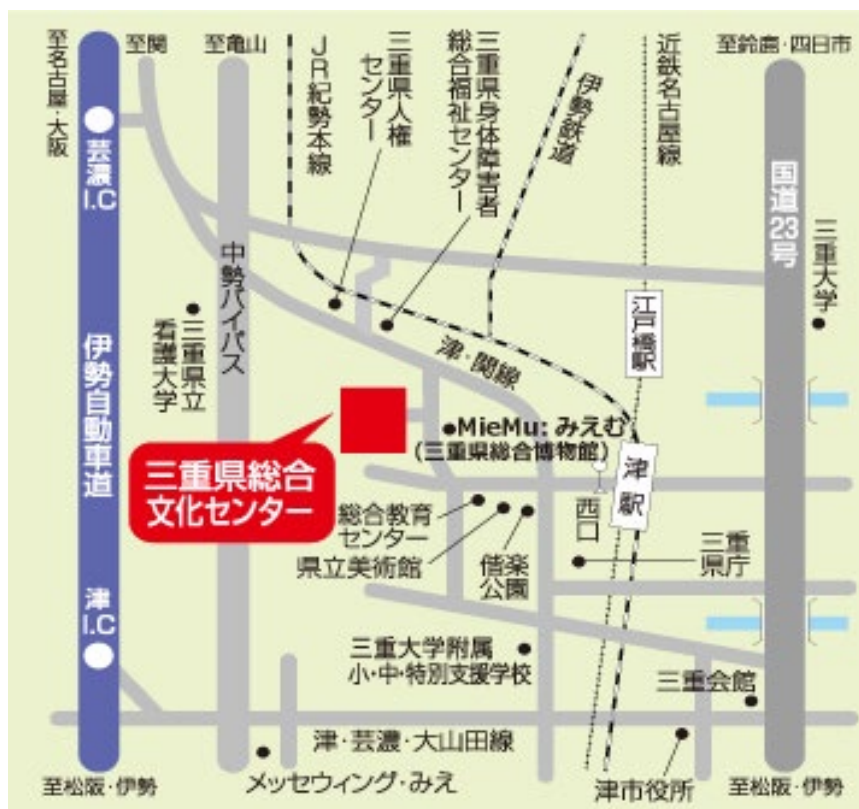 至名古屋・大阪
至関
至亀山
JR紀勢本線
三重県人権
センター
三重県身体障害者
総合福祉センター
伊勢鉄道
近鉄名古屋線
至鈴鹿・四日市
芸濃
I.C
国道23号
三重大学
中勢バイパス
三重県立
看護大学
江戸橋駅
津・関線
伊勢自動車道
MieMu:みえむ
(三重県総合博物館)
三重県総合
文化センター
津駅
西口
総合教育
センター
県立美術館
偕楽
公園
三重
県庁
津
I.C
三重大学附属
小・中・特別支援学校
三重会館
津・芸濃・大山田線
メッセウィング・みえ
津市役所
至松阪・伊勢
至松阪・伊勢